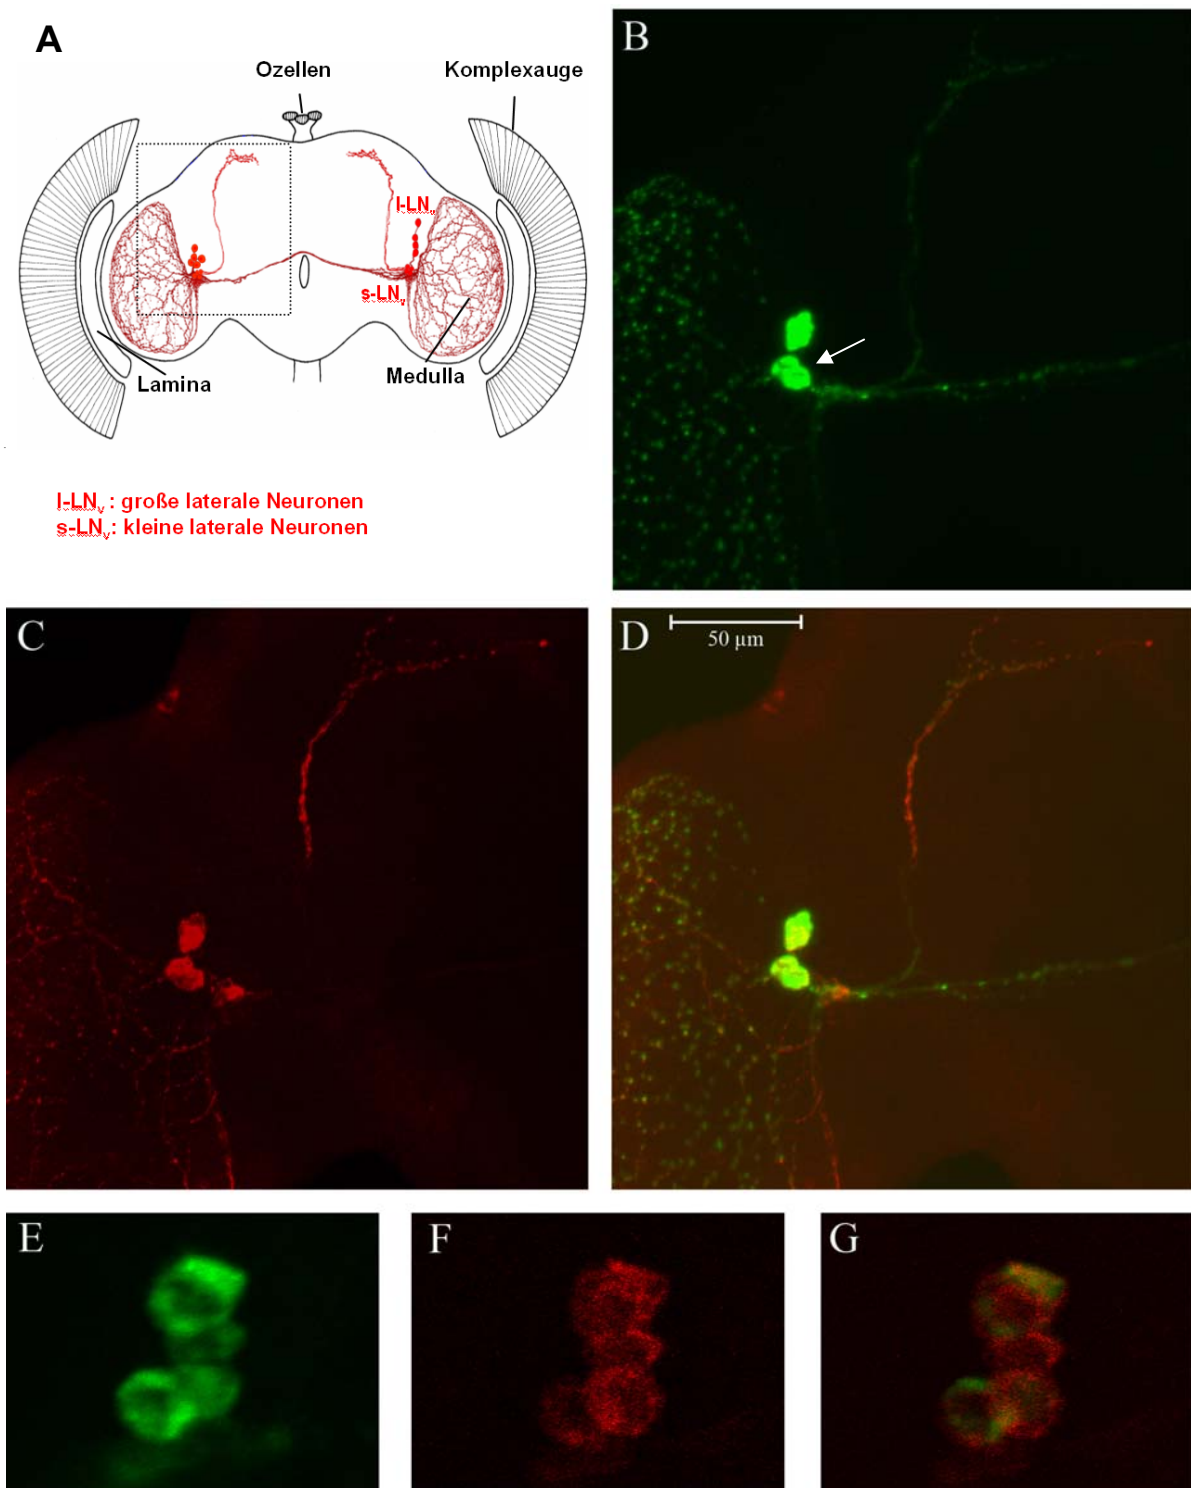 A
Ozellen
Komplexauge
l-LNv
s-LNv
Lamina
Medulla
l-LNv : große laterale Neuronen
s-LNv: kleine laterale Neuronen
B
C
D
50 µm
E
F
G